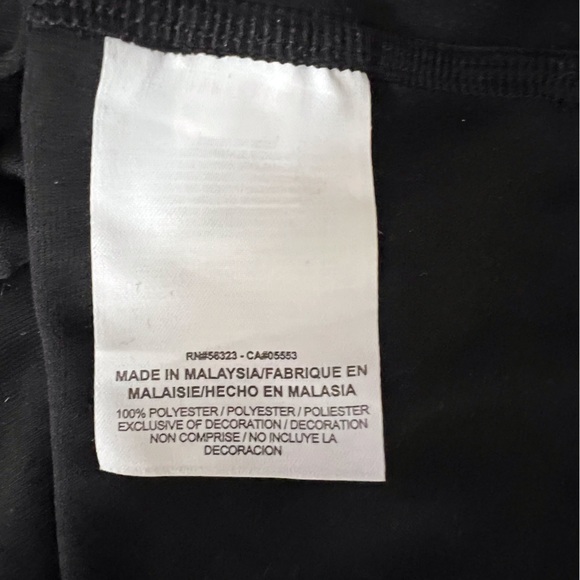 RN#56323 - CA#05553
MADE IN MALAYSIA/FABRIQUE EN
MALAISIE/HECHO EN MALASIA
100% POLYESTER / POLYESTER / POLIESTER
EXCLUSIVE OF DECORATION / DECORATION
NON COMPRISE / NO INCLUYE LA
DECORACION